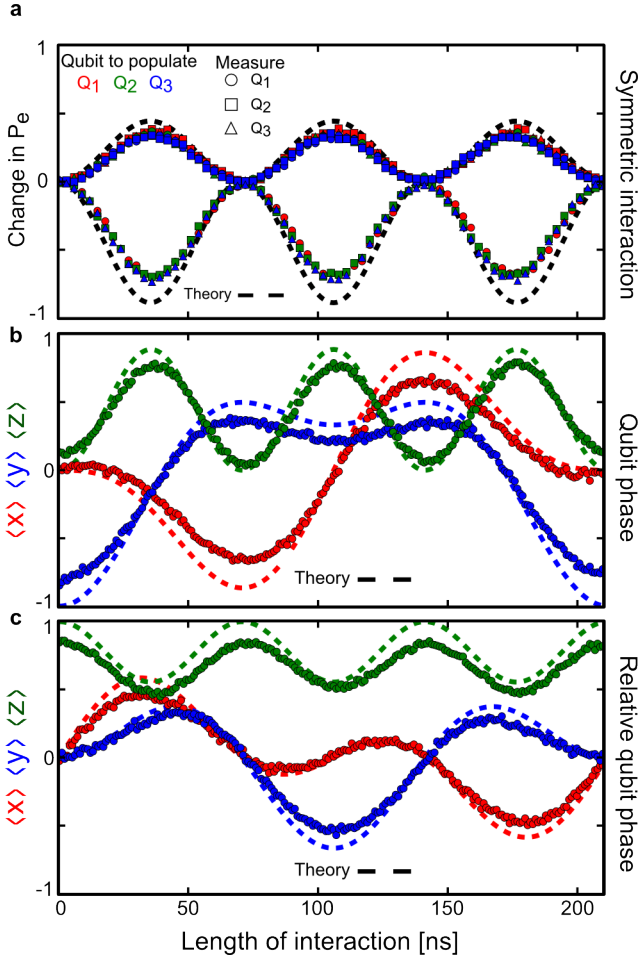 a
Qubit to populate
Q1 Q2 Q3
Measure
Q1
Q2
Q3
1
0
-1
Change in Pe
Theory
Symmetric interaction
b
1
0
-1
⟨x⟩ ⟨y⟩ ⟨z⟩
Theory
Qubit phase
c
1
0
-1
⟨x⟩ ⟨y⟩ ⟨z⟩
Theory
Relative qubit phase
0 50 100 150 200
Length of interaction [ns]